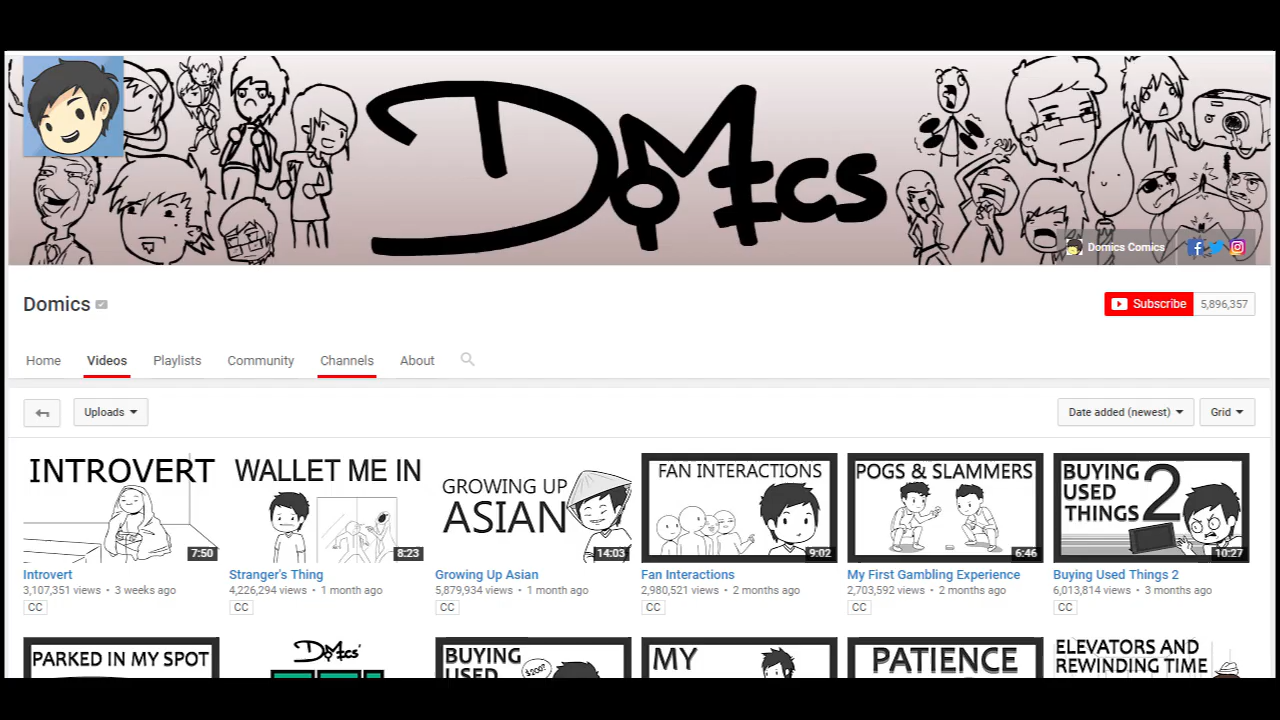 Domics
Domics Comics
Domics
Subscribe 5,896,357
Home Videos Playlists Community Channels About
Uploads Date added (newest) Grid
INTROVERT
7:50
Introvert
3,107,351 views • 3 weeks ago
CC
WALLET ME IN
8:23
Stranger's Thing
4,226,294 views • 1 month ago
CC
GROWING UP
ASIAN
14:03
Growing Up Asian
5,879,934 views • 1 month ago
CC
FAN INTERACTIONS
9:02
Fan Interactions
2,980,521 views • 2 months ago
CC
POGS & SLAMMERS
6:46
My First Gambling Experience
2,703,592 views • 2 months ago
CC
BUYING
USED
THINGS 2
10:27
Buying Used Things 2
6,013,814 views • 3 months ago
CC
PARKED IN MY SPOT
Domics'
BUYING
USED
$200?
MY
PATIENCE
ELEVATORS AND
REWINDING TIME